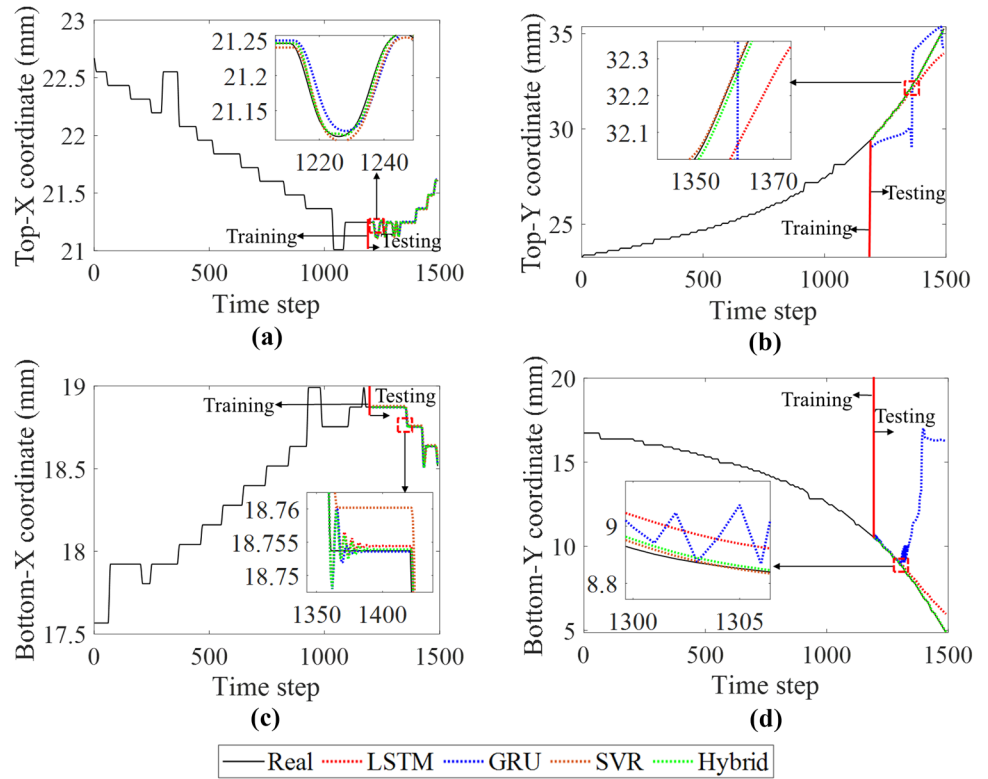 Top-X coordinate (mm)
23
22.5
22
21.5
21
21.25
21.20
21.15
21.10
1220 1240
Training
Testing
0 500 1000 1500
Time step
(a)
Top-Y coordinate (mm)
35
30
25
32.3
32.2
32.1
1350 1370
Testing
Training
0 500 1000 1500
Time step
(b)
Bottom-X coordinate (mm)
19
18.5
18
17.5
Training
Testing
18.76
18.755
18.75
1350 1400
0 500 1000 1500
Time step
(c)
Bottom-Y coordinate (mm)
20
15
10
5
Training
Testing
9
8.8
1300 1305
0 500 1000 1500
Time step
(d)
Real LSTM GRU SVR Hybrid